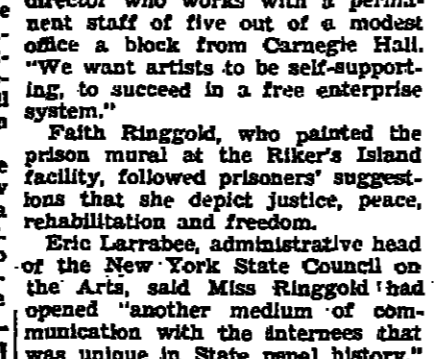 director who works with a perma-
nent staff of five out of a modest
office a block from Carnegie Hall.
"We want artists to be self-support-
ing, to succeed in a free enterprise
system."
Faith Ringgold, who painted the
prison mural at the Riker's Island
facility, followed prisoners' suggest-
ions that she depict justice, peace,
rehabilitation and freedom.
Eric Larrabee, administrative head
of the New York State Council on
the Arts, said Miss Ringgold had
opened "another medium of com-
munication with the internees that
was unique in State penal history."